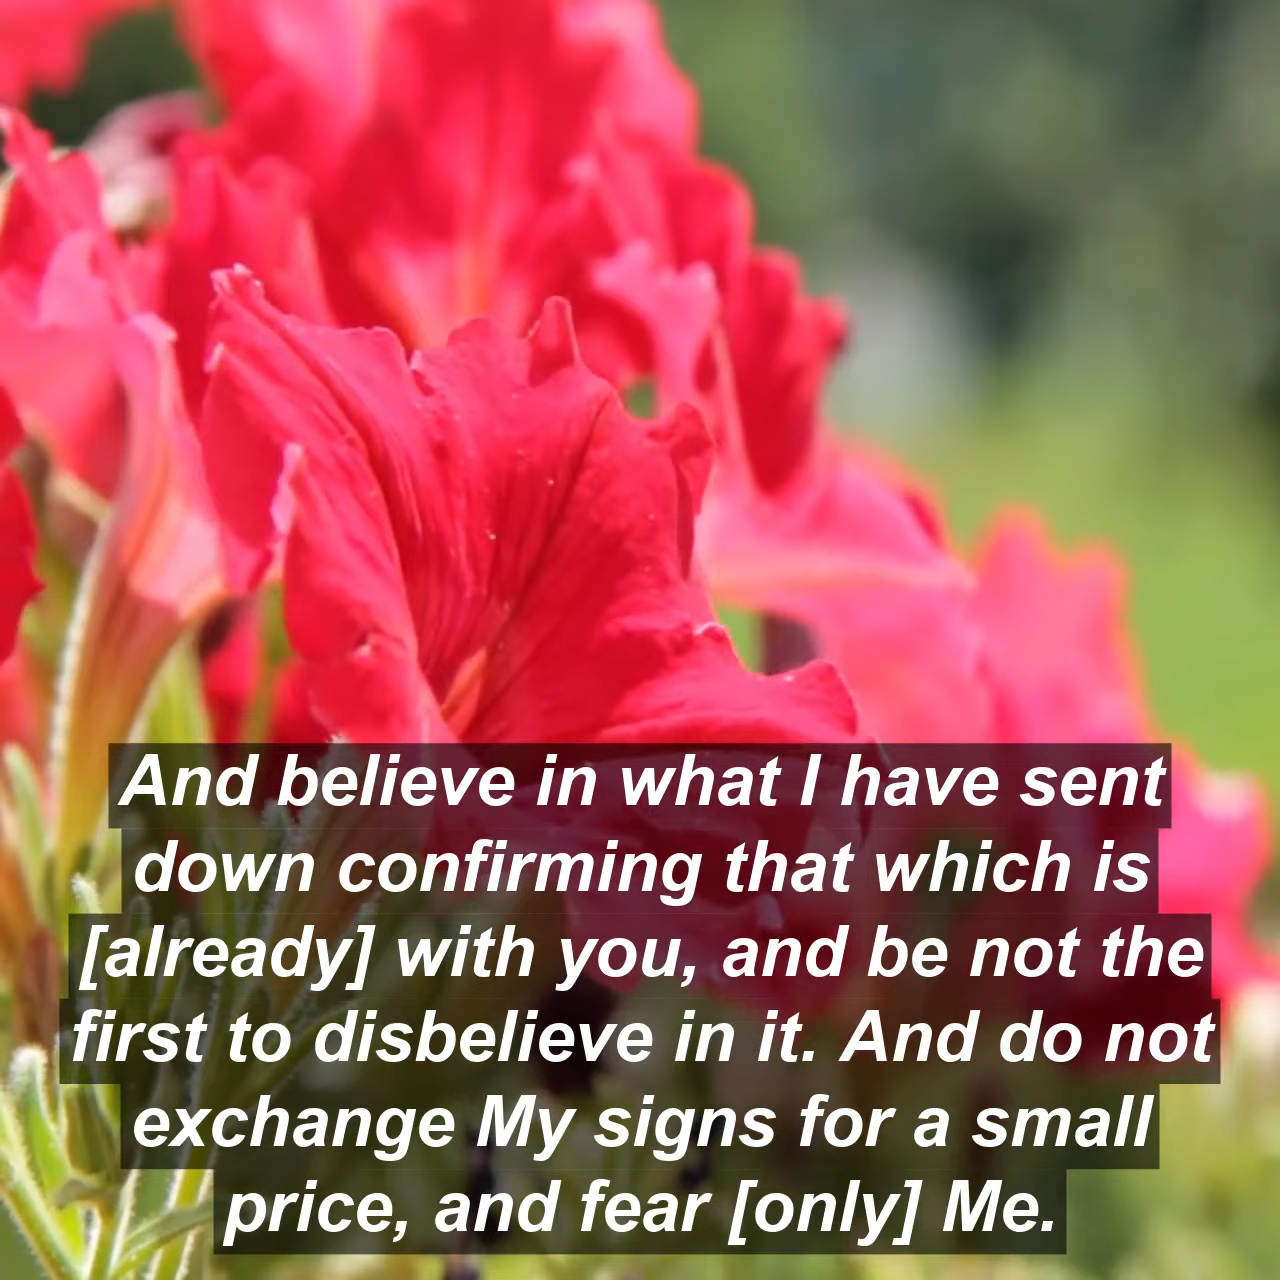 And believe in what I have sent
down confirming that which is
[already] with you, and be not the
first to disbelieve in it. And do not
exchange My signs for a small
price, and fear [only] Me.